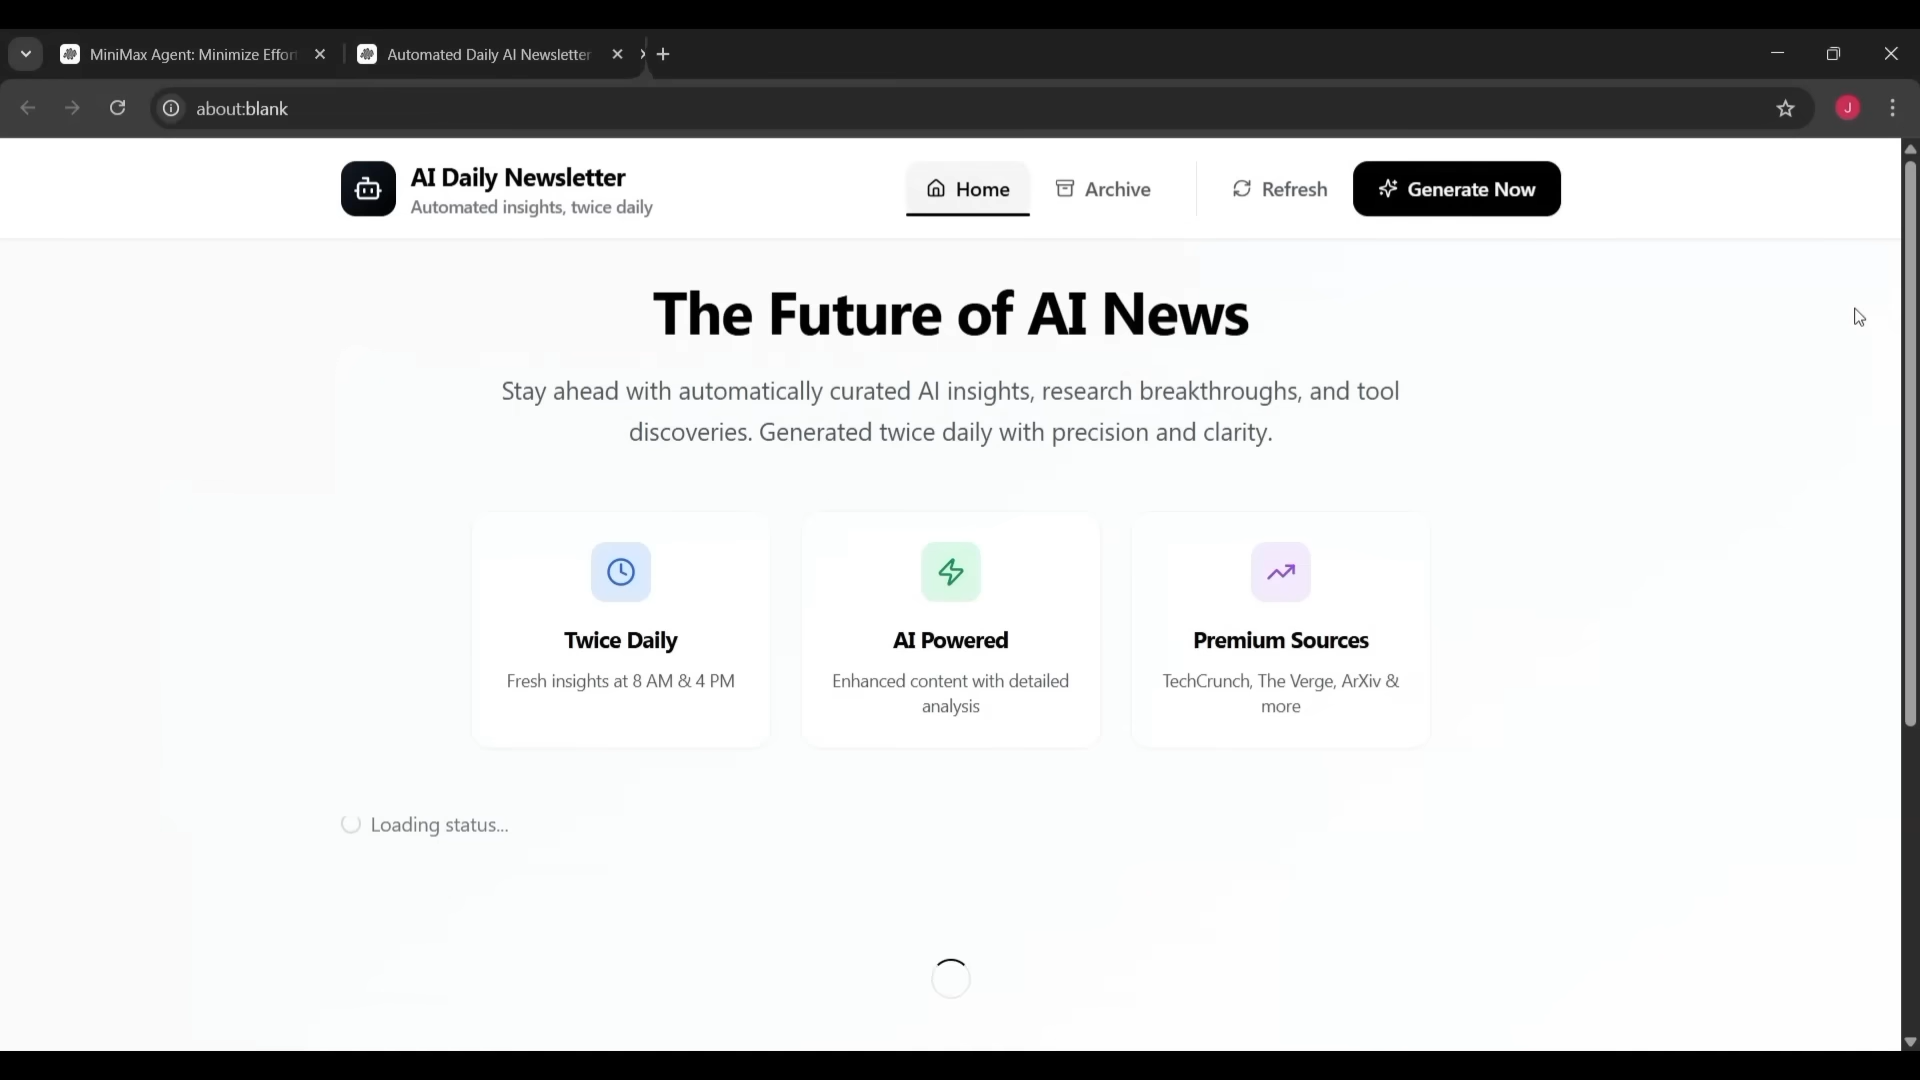 MiniMax Agent: Minimize Effor
Automated Daily AI Newsletter
about:blank
J
AI Daily Newsletter
Automated insights, twice daily
Home
Archive
Refresh
Generate Now
The Future of AI News
Stay ahead with automatically curated AI insights, research breakthroughs, and tool
discoveries. Generated twice daily with precision and clarity.
Twice Daily
Fresh insights at 8 AM & 4 PM
AI Powered
Enhanced content with detailed
analysis
Premium Sources
TechCrunch, The Verge, ArXiv &
more
Loading status...